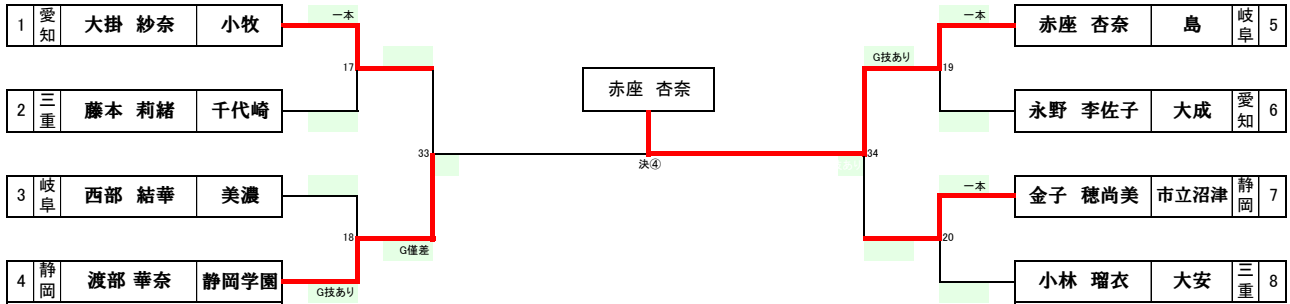 1 愛知 大掛 紗奈 小牧
一本
17
2 三重 藤本 莉緒 千代崎
33
3 岐阜 西部 結華 美濃
18
G僅差
4 静岡 渡部 華奈 静岡学園
G技あり
赤座 杏奈
決④
一本
赤座 杏奈 島 岐阜 5
G技あり
19
永野 李佐子 大成 愛知 6
34
一本
金子 穂尚美 市立沼津 静岡 7
20
小林 瑠衣 大安 三重 8